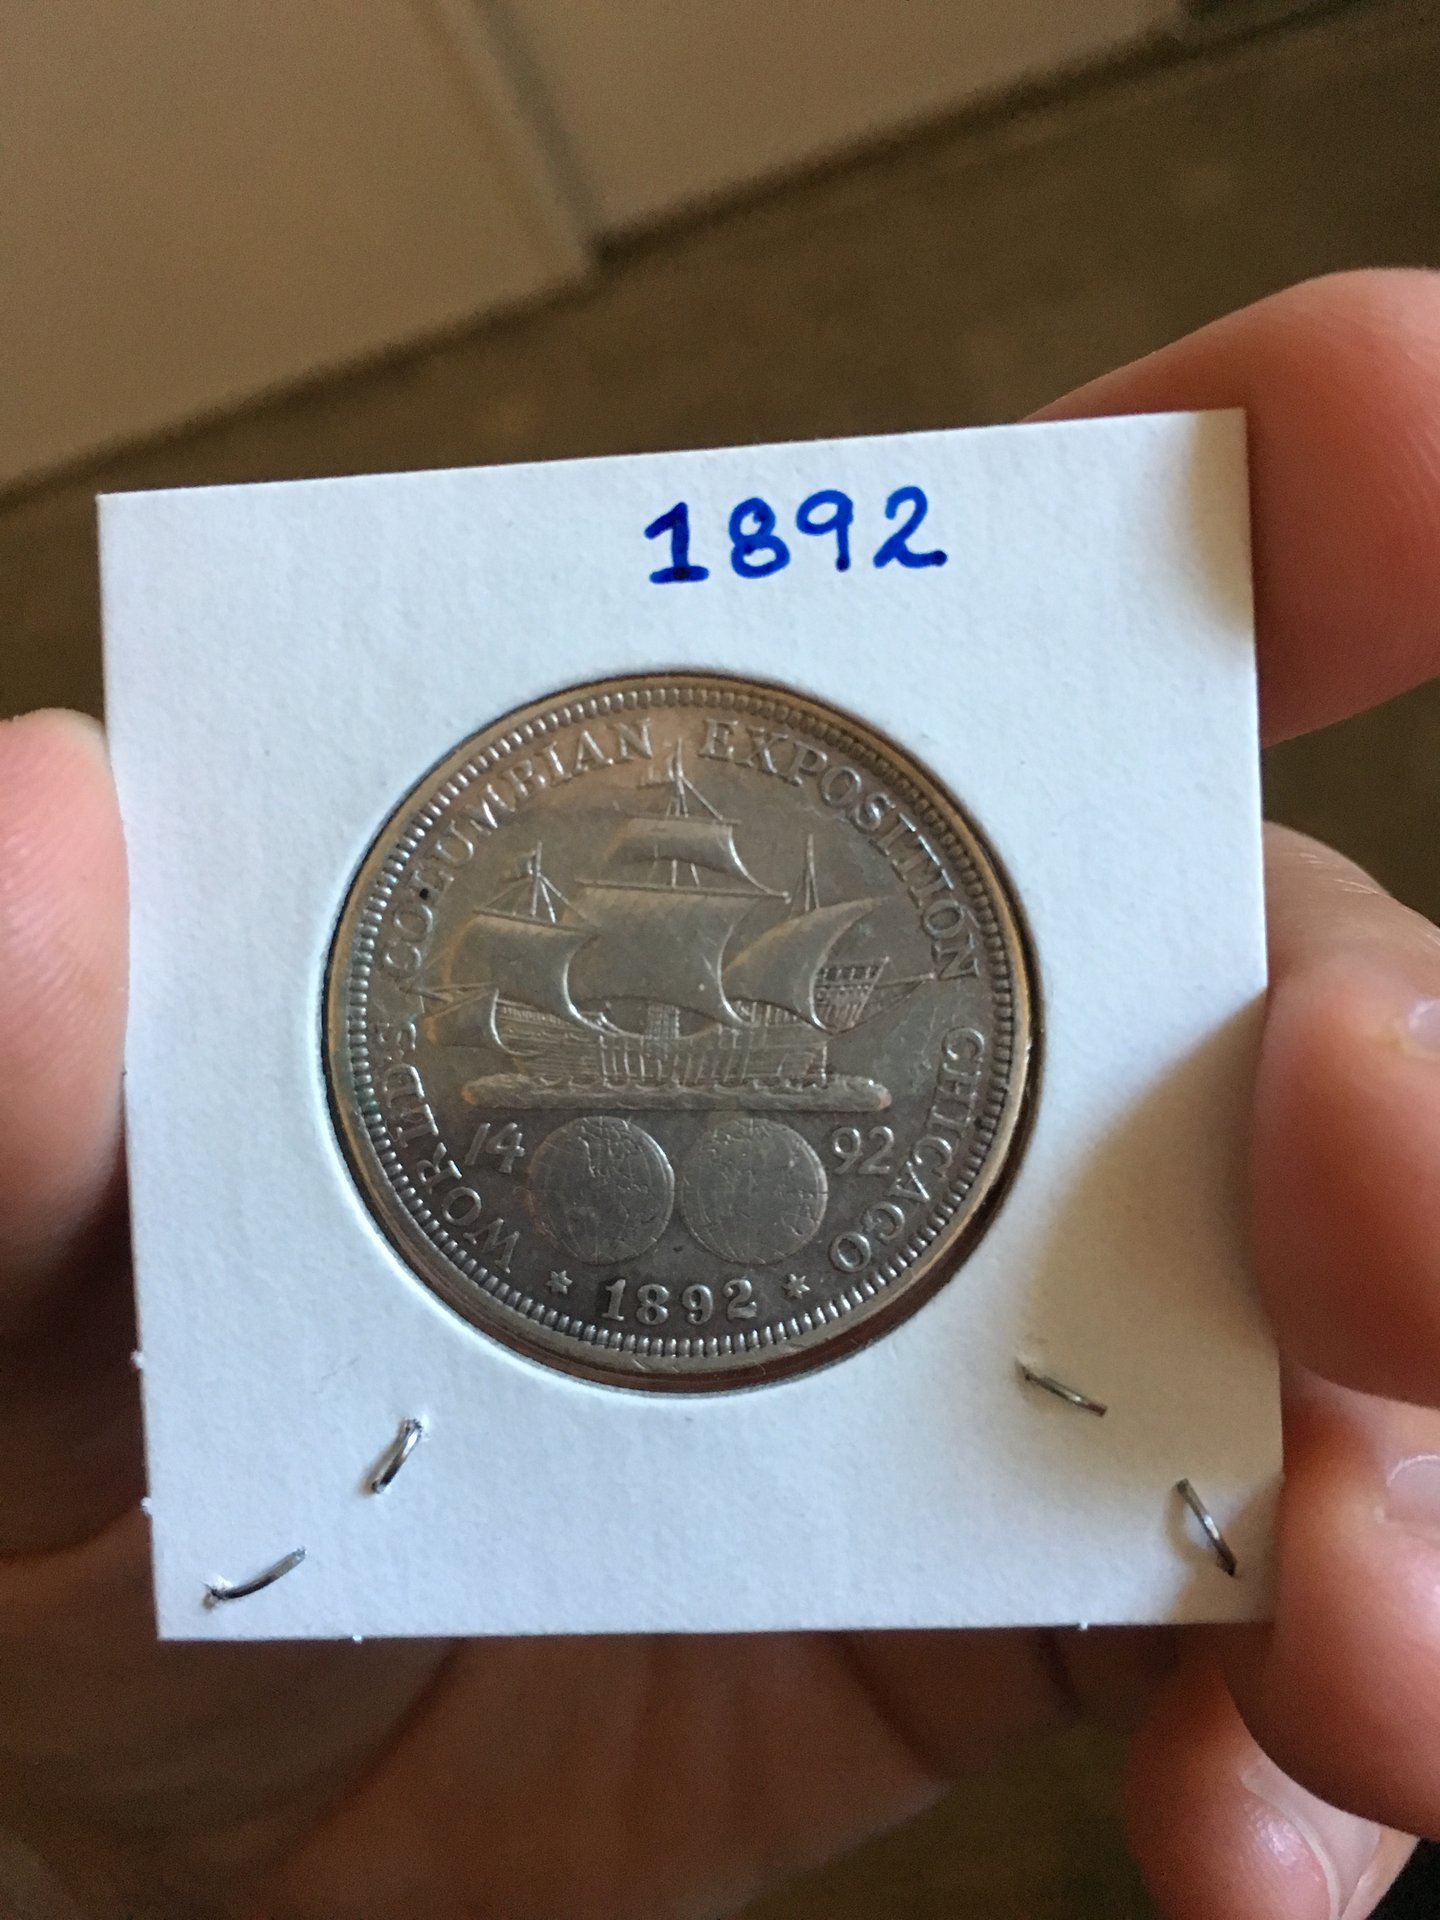 1892
WORLD'S COLUMBIAN EXPOSITION CHICAGO
14 92
* 1892 *